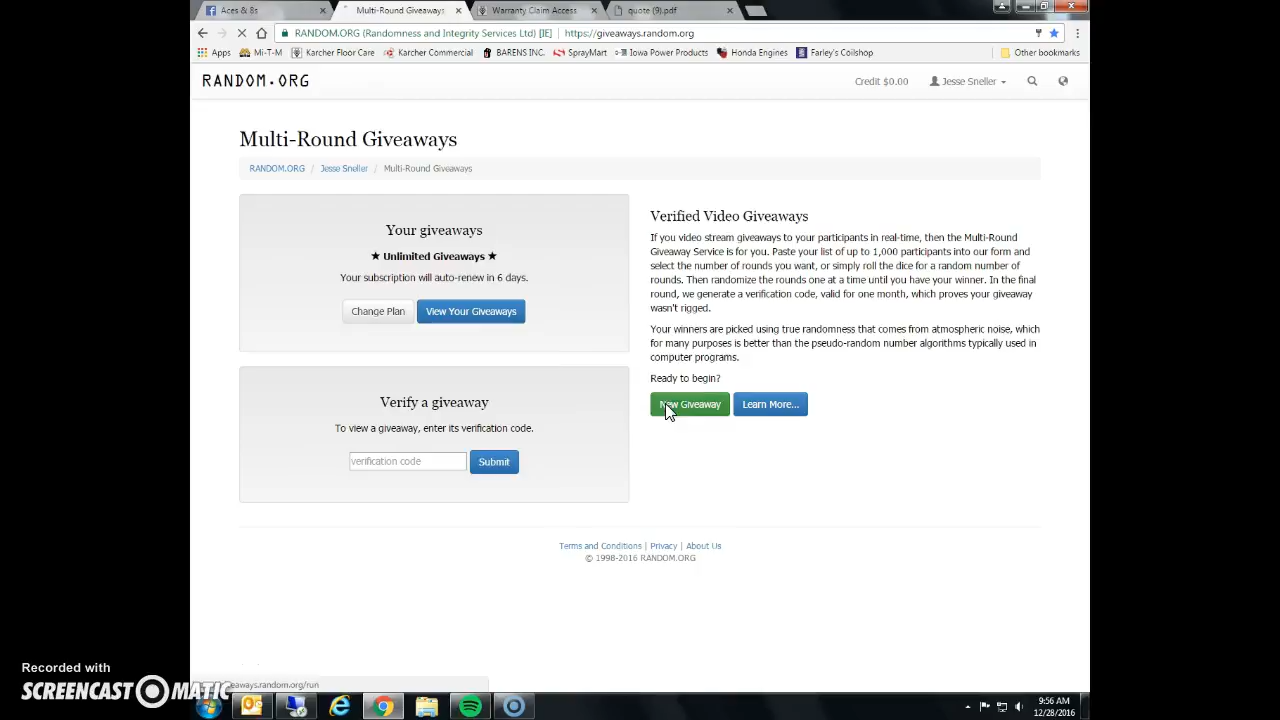 Aces & 8s
Multi-Round Giveaways
Warranty Claim Access
quote (9).pdf
RANDOM.ORG (Randomness and Integrity Services Ltd) [IE]
https://giveaways.random.org
Apps
Mi-T-M
Karcher Floor Care
Karcher Commercial
BARENS INC.
SprayMart
Iowa Power Products
Honda Engines
Farley's Coilshop
Other bookmarks
RANDOM.ORG
Credit $0.00
Jesse Sneller
Multi-Round Giveaways
RANDOM.ORG / Jesse Sneller / Multi-Round Giveaways
Your giveaways
★ Unlimited Giveaways ★
Your subscription will auto-renew in 6 days.
Change Plan
View Your Giveaways
Verify a giveaway
To view a giveaway, enter its verification code.
verification code
Submit
Verified Video Giveaways
If you video stream giveaways to your participants in real-time, then the Multi-Round
Giveaway Service is for you. Paste your list of up to 1,000 participants into our form and
select the number of rounds you want, or simply roll the dice for a random number of
rounds. Then randomize the rounds one at a time until you have your winner. In the final
round, we generate a verification code, valid for one month, which proves your giveaway
wasn't rigged.
Your winners are picked using true randomness that comes from atmospheric noise, which
for many purposes is better than the pseudo-random number algorithms typically used in
computer programs.
Ready to begin?
New Giveaway
Learn More...
Terms and Conditions | Privacy | About Us
© 1998-2016 RANDOM.ORG
Recorded with
SCREENCAST MATIC
eaways.random.org/run
9:56 AM
12/28/2016